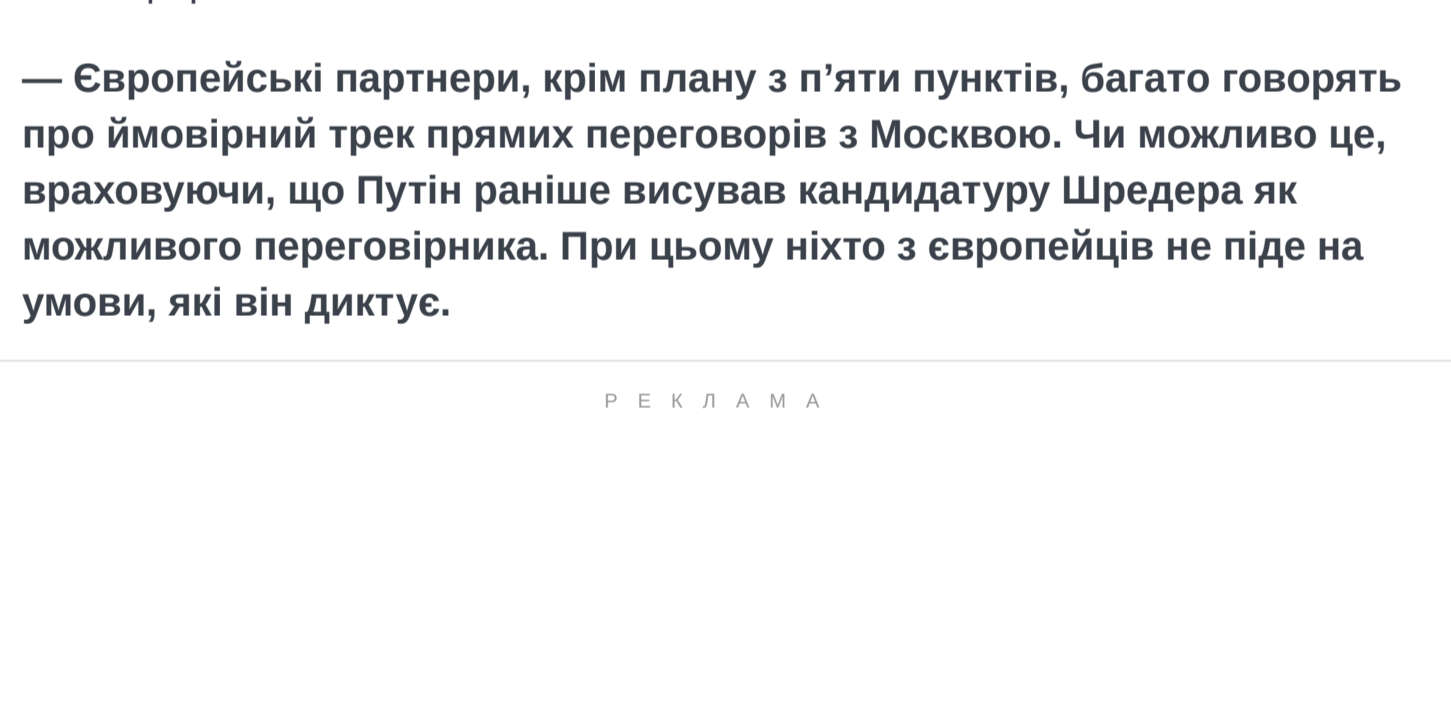 — Європейські партнери, крім плану з п’яти пунктів, багато говорять
про ймовірний трек прямих переговорів з Москвою. Чи можливо це,
враховуючи, що Путін раніше висував кандидатуру Шредера як
можливого переговірника. При цьому ніхто з європейців не піде на
умови, які він диктує.
РЕКЛАМА